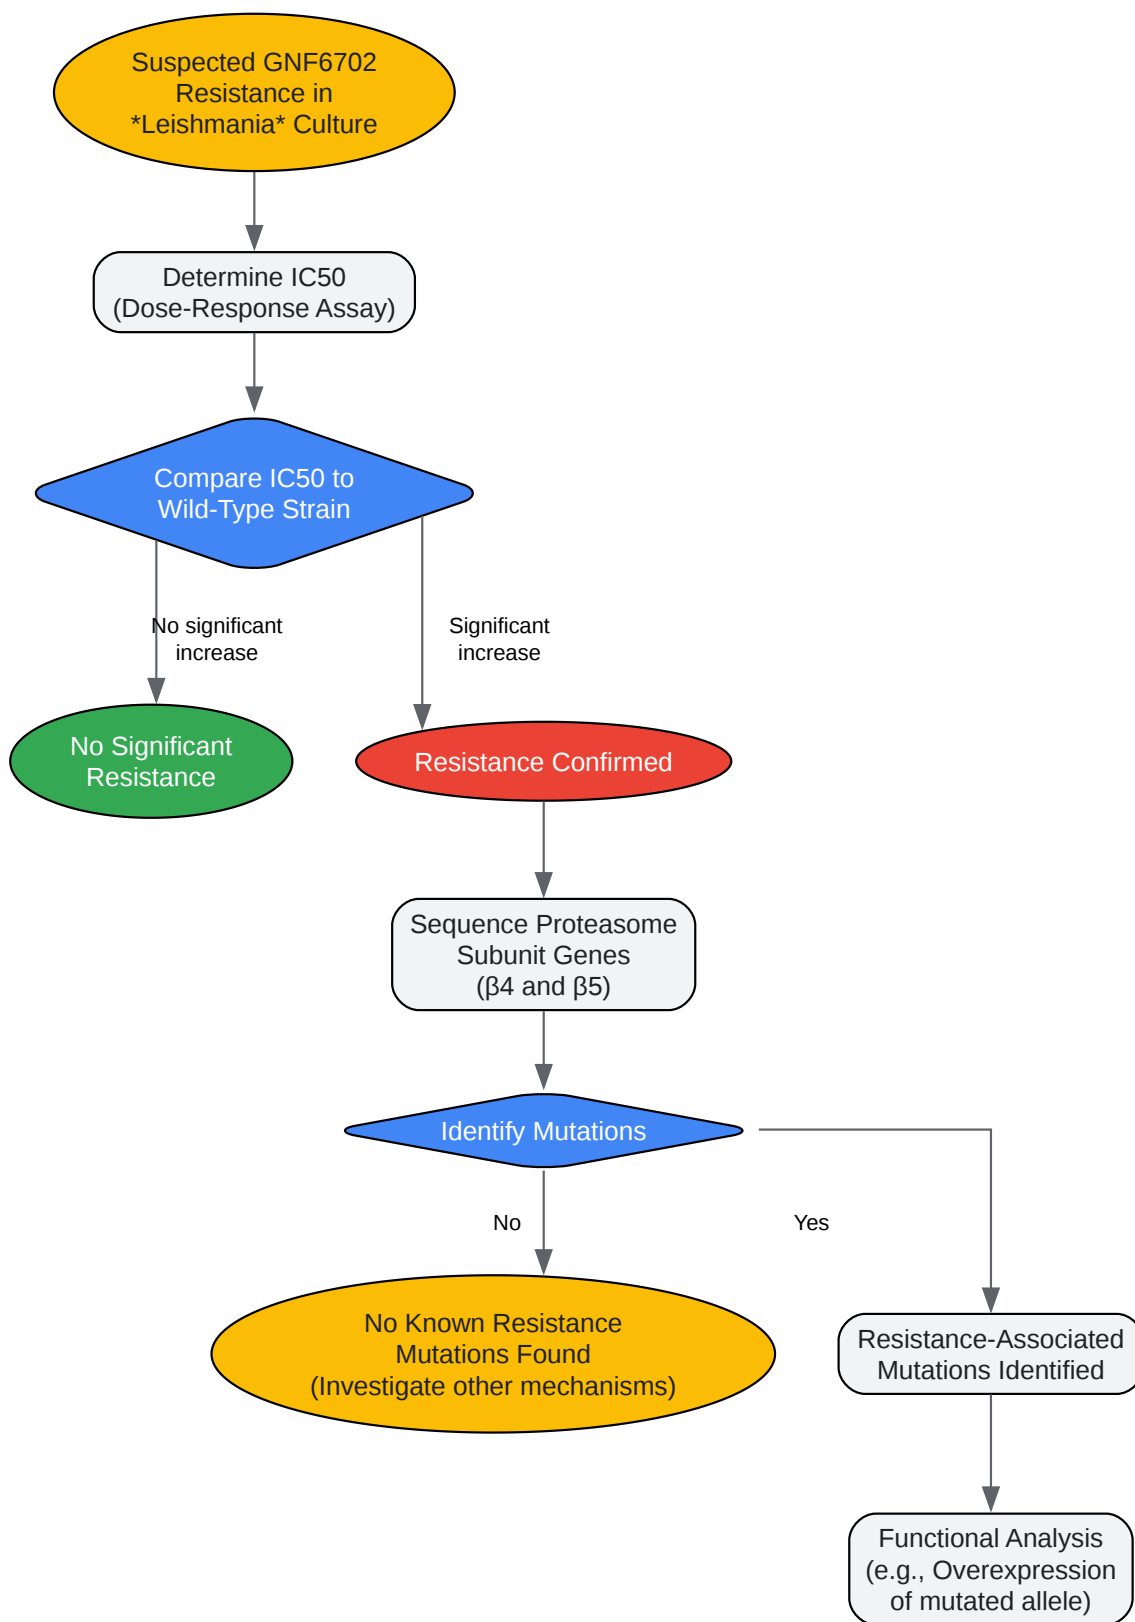 Suspected GNF6702
Resistance in
*Leishmania* Culture
Determine IC50
(Dose-Response Assay)
Compare IC50 to
Wild-Type Strain
No significant
increase
Significant
increase
No Significant
Resistance
Resistance Confirmed
Sequence Proteasome
Subunit Genes
(β4 and β5)
Identify Mutations
No
Yes
No Known Resistance
Mutations Found
(Investigate other mechanisms)
Resistance-Associated
Mutations Identified
Functional Analysis
(e.g., Overexpression
of mutated allele)